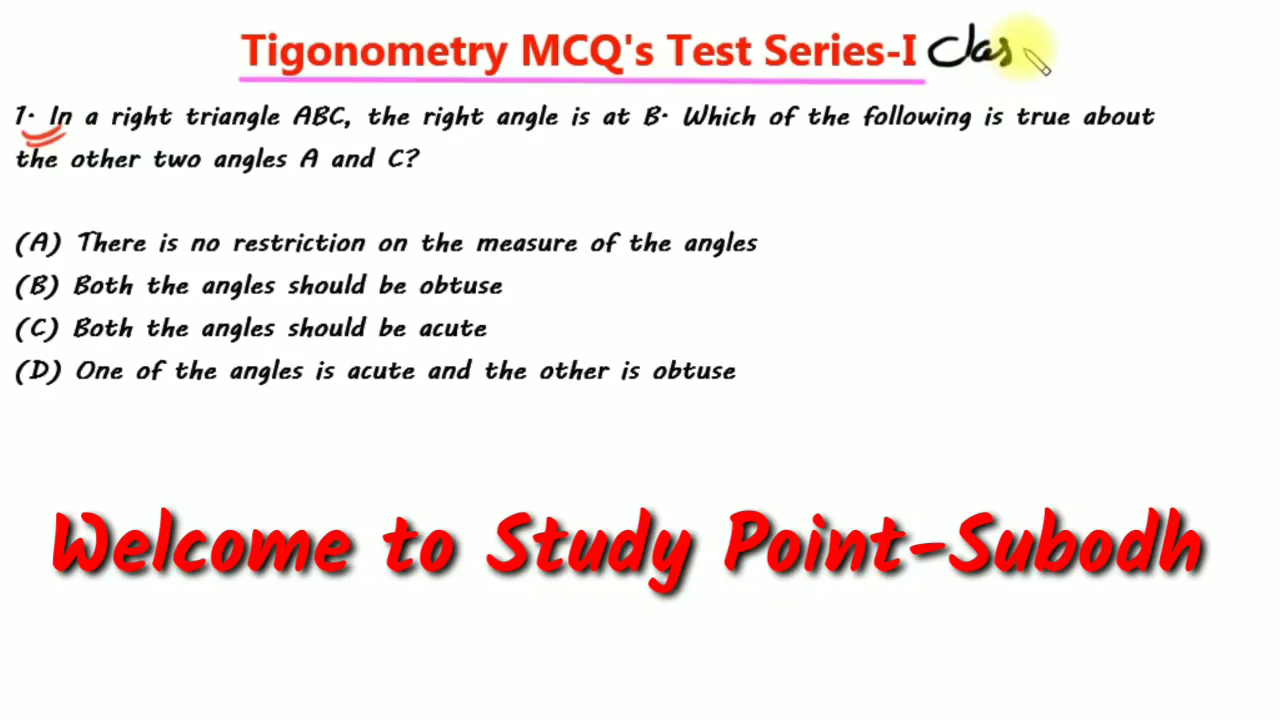 Tigonometry MCQ's Test Series-I Clas
1. In a right triangle ABC, the right angle is at B. Which of the following is true about
the other two angles A and C?
(A) There is no restriction on the measure of the angles
(B) Both the angles should be obtuse
(C) Both the angles should be acute
(D) One of the angles is acute and the other is obtuse
Welcome to Study Point-Subodh